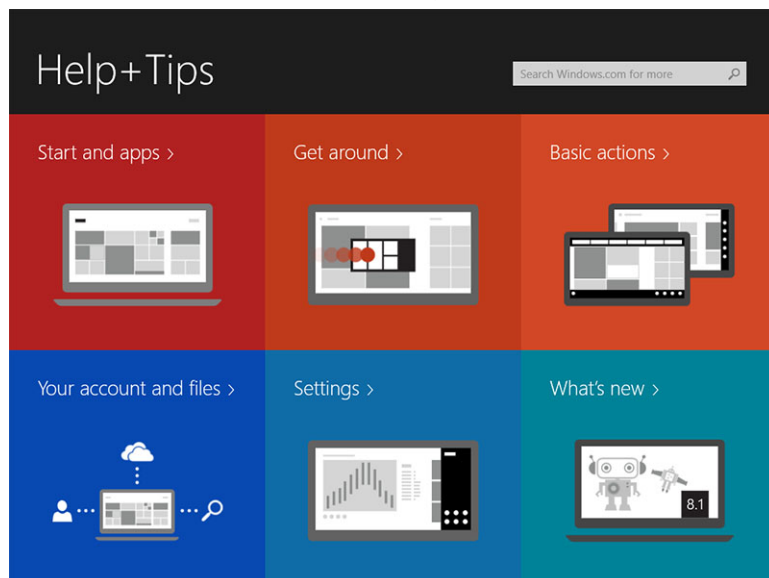 Help+Tips
Search Windows.com for more
Start and apps >
Get around >
Basic actions >
Your account and files >
Settings >
What's new >
8.1